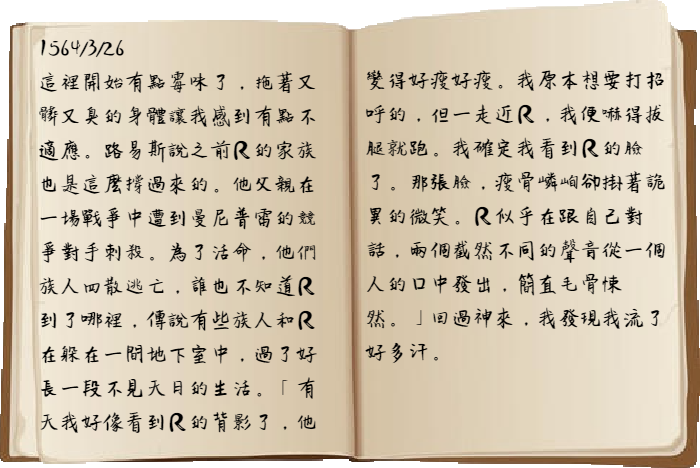 1564/3/26
這裡開始有點霉味了，拖著又
髒又臭的身體讓我感到有點不
適應。路易斯說之前R的家族
也是這麼撐過來的。他父親在
一場戰爭中遭到曼尼普雷的競
爭對手刺殺。為了活命，他們
族人四散逃亡，誰也不知道R
到了哪裡，傳說有些族人和R
在躲在一間地下室中，過了好
長一段不見天日的生活。「有
天我好像看到R的背影了，他
變得好瘦好瘦。我原本想要打招
呼的，但一走近R，我便嚇得拔
腿就跑。我確定我看到R的臉
了。那張臉，瘦骨嶙峋卻掛著詭
異的微笑。R似乎在跟自己對
話，兩個截然不同的聲音從一個
人的口中發出，簡直毛骨悚
然。」回過神來，我發現我流了
好多汗。